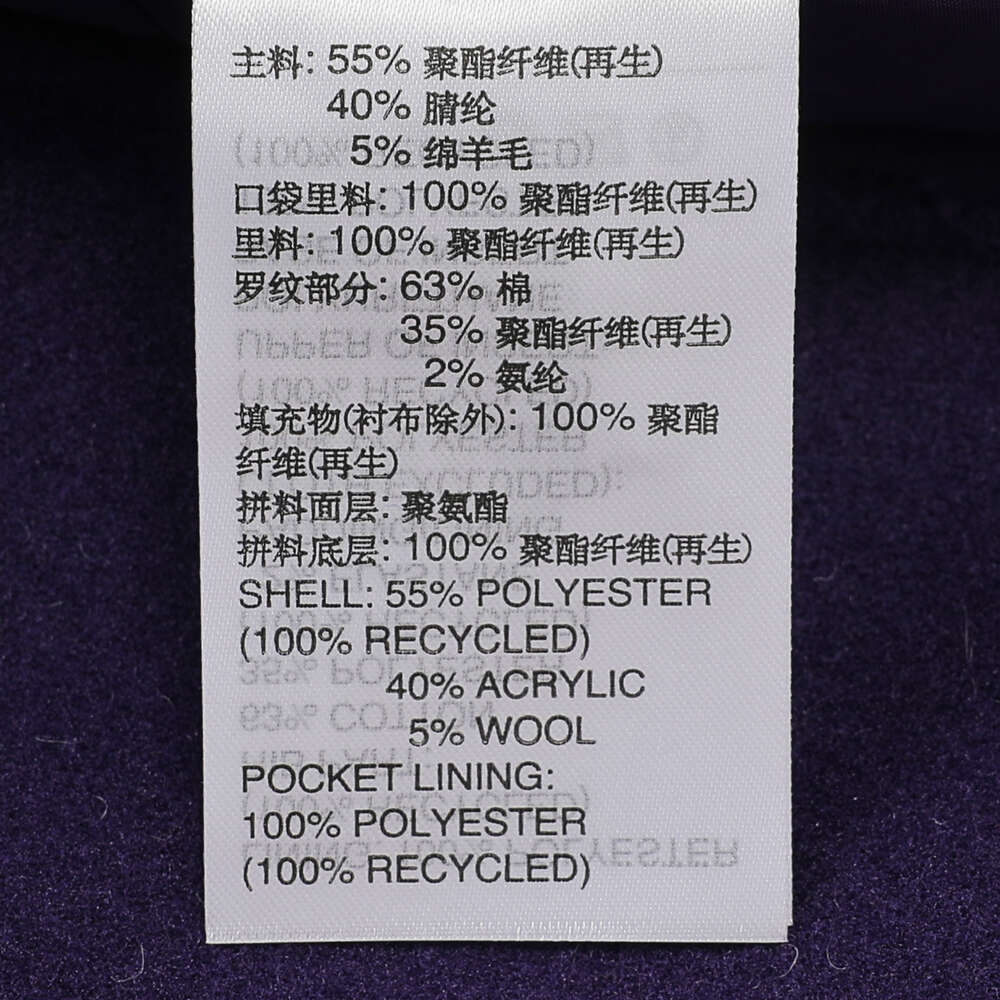 主料: 55% 聚酯纤维(再生)
40% 腈纶
5% 绵羊毛
口袋里料: 100% 聚酯纤维(再生)
里料: 100% 聚酯纤维(再生)
罗纹部分: 63% 棉
35% 聚酯纤维(再生)
2% 氨纶
填充物(衬布除外): 100% 聚酯
纤维(再生)
拼料面层: 聚氨酯
拼料底层: 100% 聚酯纤维(再生)
SHELL: 55% POLYESTER
(100% RECYCLED)
40% ACRYLIC
5% WOOL
POCKET LINING:
100% POLYESTER
(100% RECYCLED)